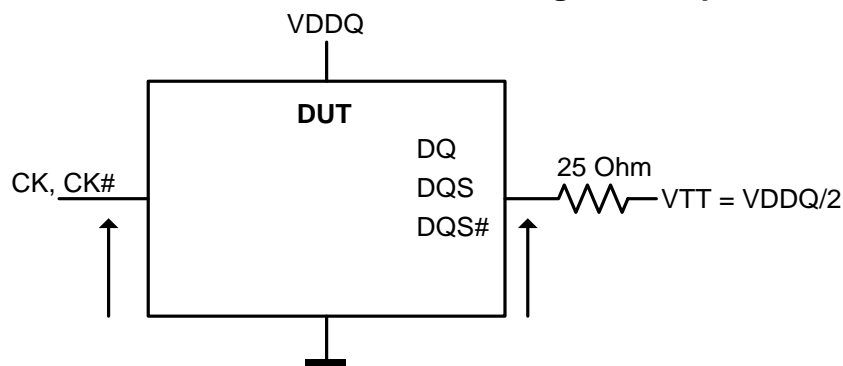 VDDQ
DUT
DQ
25 Ohm
CK, CK#
DQS
VTT = VDDQ/2
DQS#